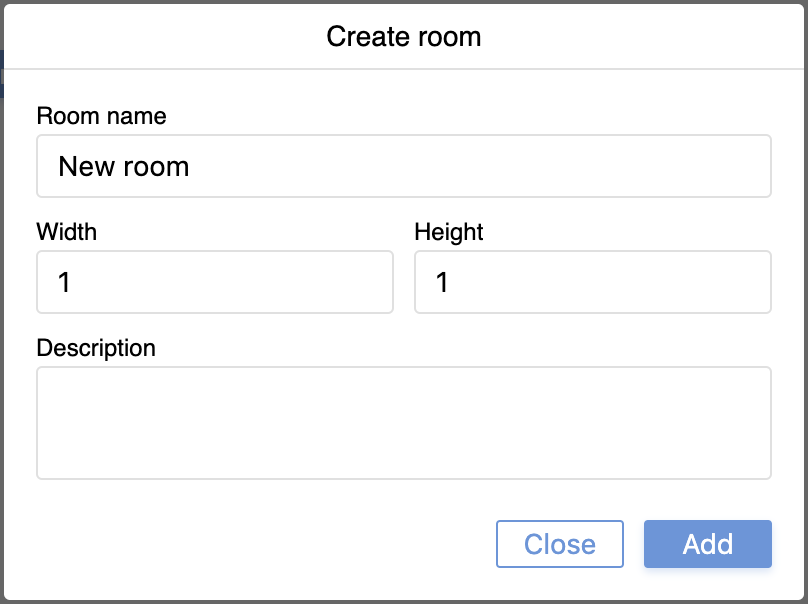 Create room
Room name
New room
Width Height
1 1
Description
Close Add